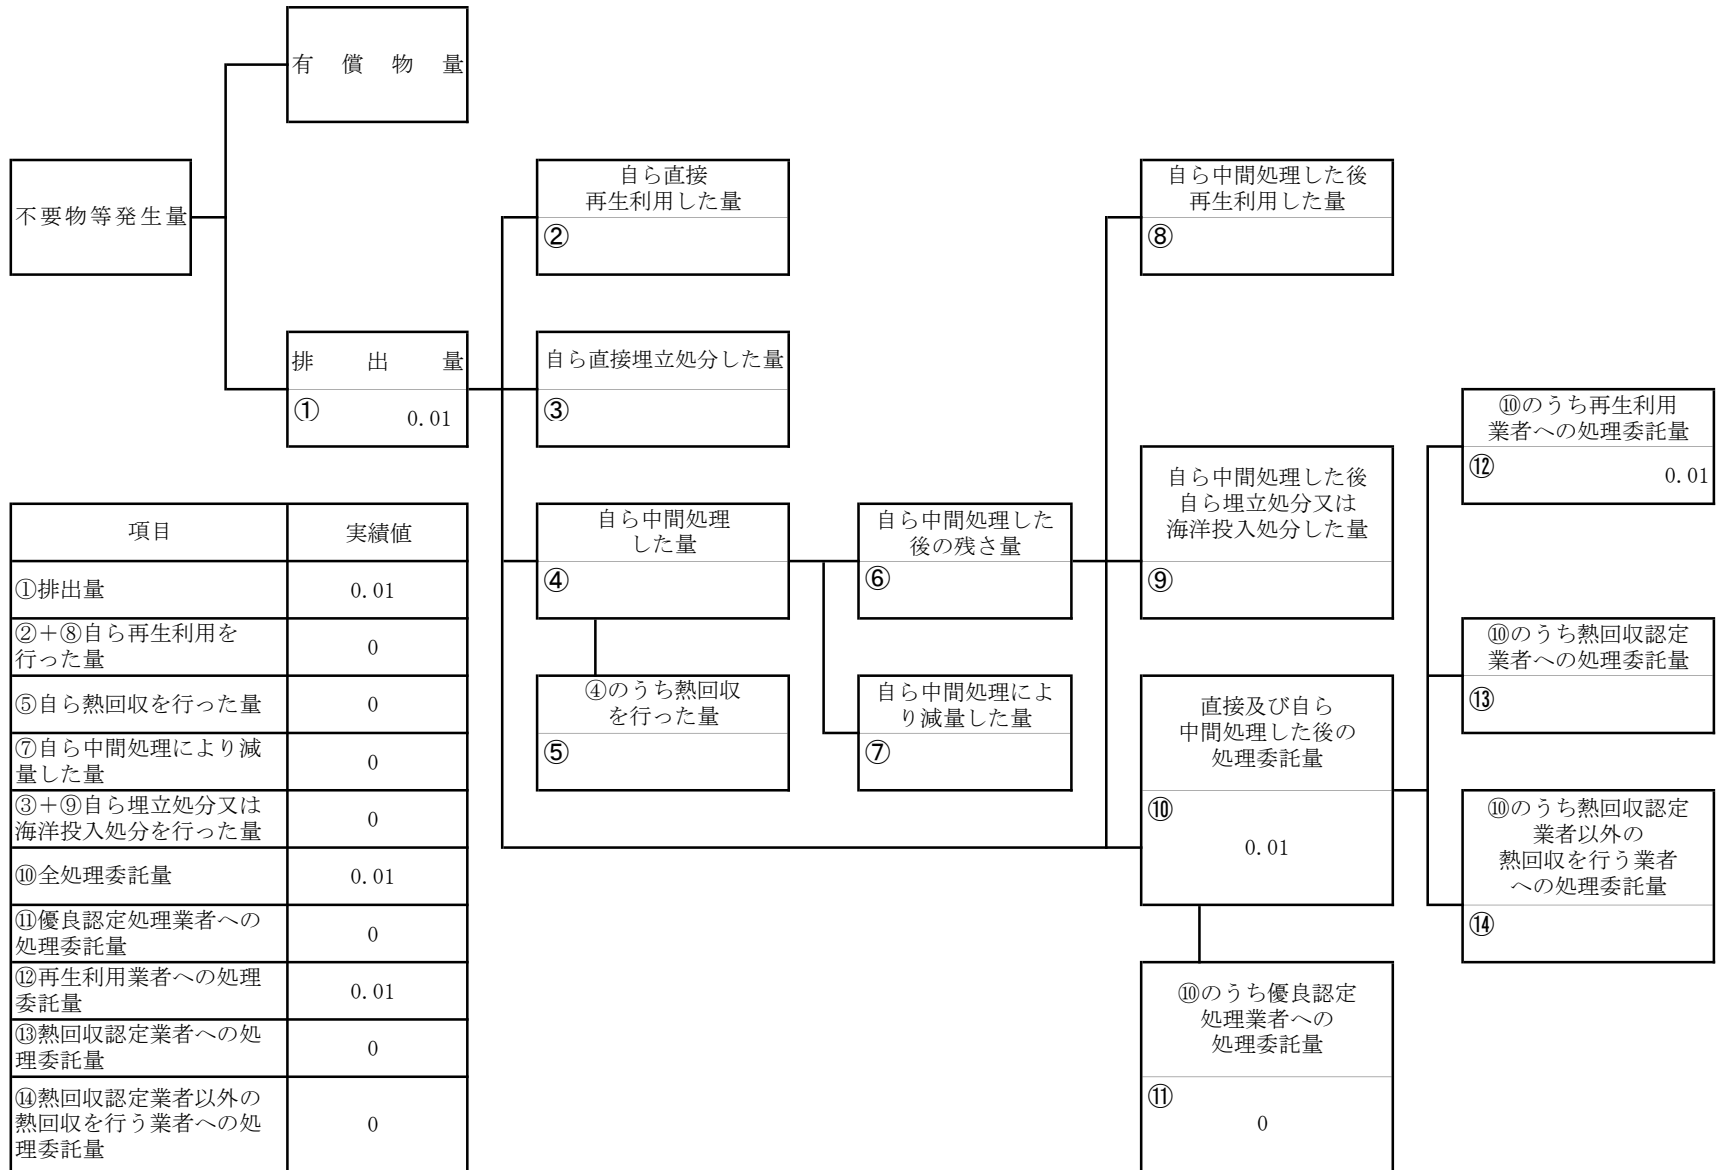 有償物量
不要物等発生量
自ら直接
再生利用した量
②
自ら中間処理した後
再生利用した量
⑧
排出量
①
0.01
自ら直接埋立処分した量
③
⑩のうち再生利用
業者への処理委託量
⑫
0.01
自ら中間処理
した量
④
自ら中間処理した
後の残さ量
⑥
自ら中間処理した後
自ら埋立処分又は
海洋投入処分した量
⑨
④のうち熱回収
を行った量
⑤
自ら中間処理によ
り減量した量
⑦
直接及び自ら
中間処理した後の
処理委託量
⑩
0.01
⑩のうち熱回収認定
業者への処理委託量
⑬
⑩のうち熱回収認定
業者以外の
熱回収を行う業者
への処理委託量
⑭
⑩のうち優良認定
処理業者への
処理委託量
⑪
0
項目 実績値
①排出量 0.01
②＋⑧自ら再生利用を
行った量 0
⑤自ら熱回収を行った量 0
⑦自ら中間処理により減
量した量 0
③＋⑨自ら埋立処分又は
海洋投入処分を行った量 0
⑩全処理委託量 0.01
⑪優良認定処理業者への
処理委託量 0
⑫再生利用業者への処理
委託量 0.01
⑬熱回収認定業者への処
理委託量 0
⑭熱回収認定業者以外の
熱回収を行う業者への処
理委託量 0